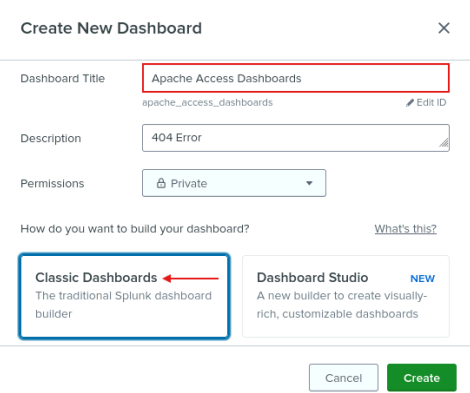 Create New Dashboard
Dashboard Title
Apache Access Dashboards
apache_access_dashboards
Edit ID
Description
404 Error
Permissions
Private
How do you want to build your dashboard?
What's this?
Classic Dashboards
The traditional Splunk dashboard
builder
Dashboard Studio
NEW
A new builder to create visually-
rich, customizable dashboards
Cancel
Create